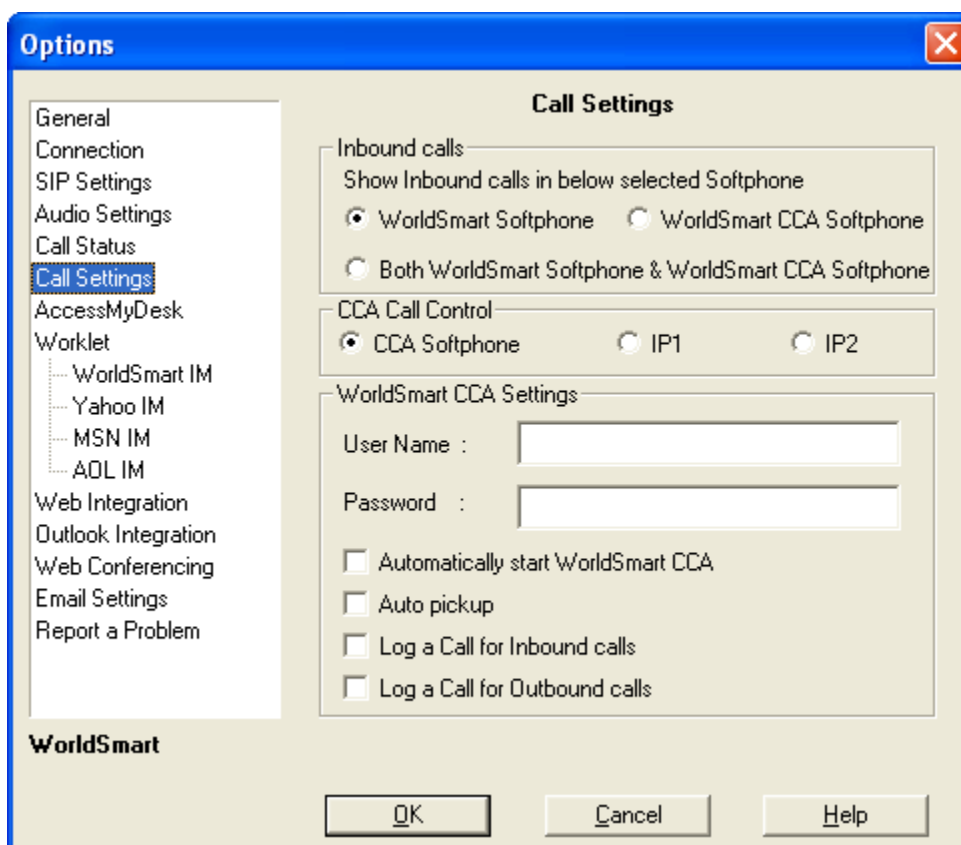 Options
General
Connection
SIP Settings
Audio Settings
Call Status
Call Settings
AccessMyDesk
Worklet
WorldSmart IM
Yahoo IM
MSN IM
AOL IM
Web Integration
Outlook Integration
Web Conferencing
Email Settings
Report a Problem
WorldSmart
Call Settings
Inbound calls
Show Inbound calls in below selected Softphone
WorldSmart Softphone WorldSmart CCA Softphone
Both WorldSmart Softphone & WorldSmart CCA Softphone
CCA Call Control
CCA Softphone IP1 IP2
WorldSmart CCA Settings
User Name :
Password :
Automatically start WorldSmart CCA
Auto pickup
Log a Call for Inbound calls
Log a Call for Outbound calls
OK Cancel Help